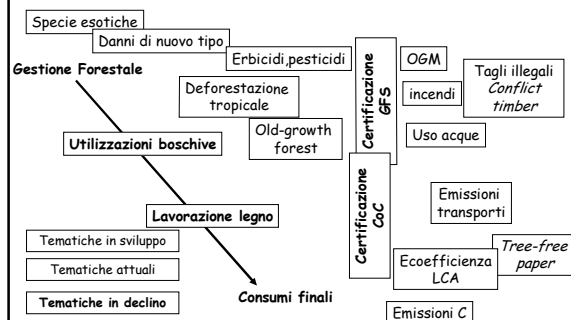 Specie esotiche
Danni di nuovo tipo
Erbicidi,pesticidi
OGM
Gestione Forestale
Tagli illegali
Conflict
timber
Deforestazione
tropicale
Certificazione
GFS
incendi
Old-growth
forest
Uso acque
Utilizzazioni boschive
Certificazione
CoC
Emissioni
trasporti
Lavorazione legno
Tematiche in sviluppo
Tree-free
paper
Ecoefficienza
LCA
Tematiche attuali
Tematiche in declino
Consumi finali
Emissioni C